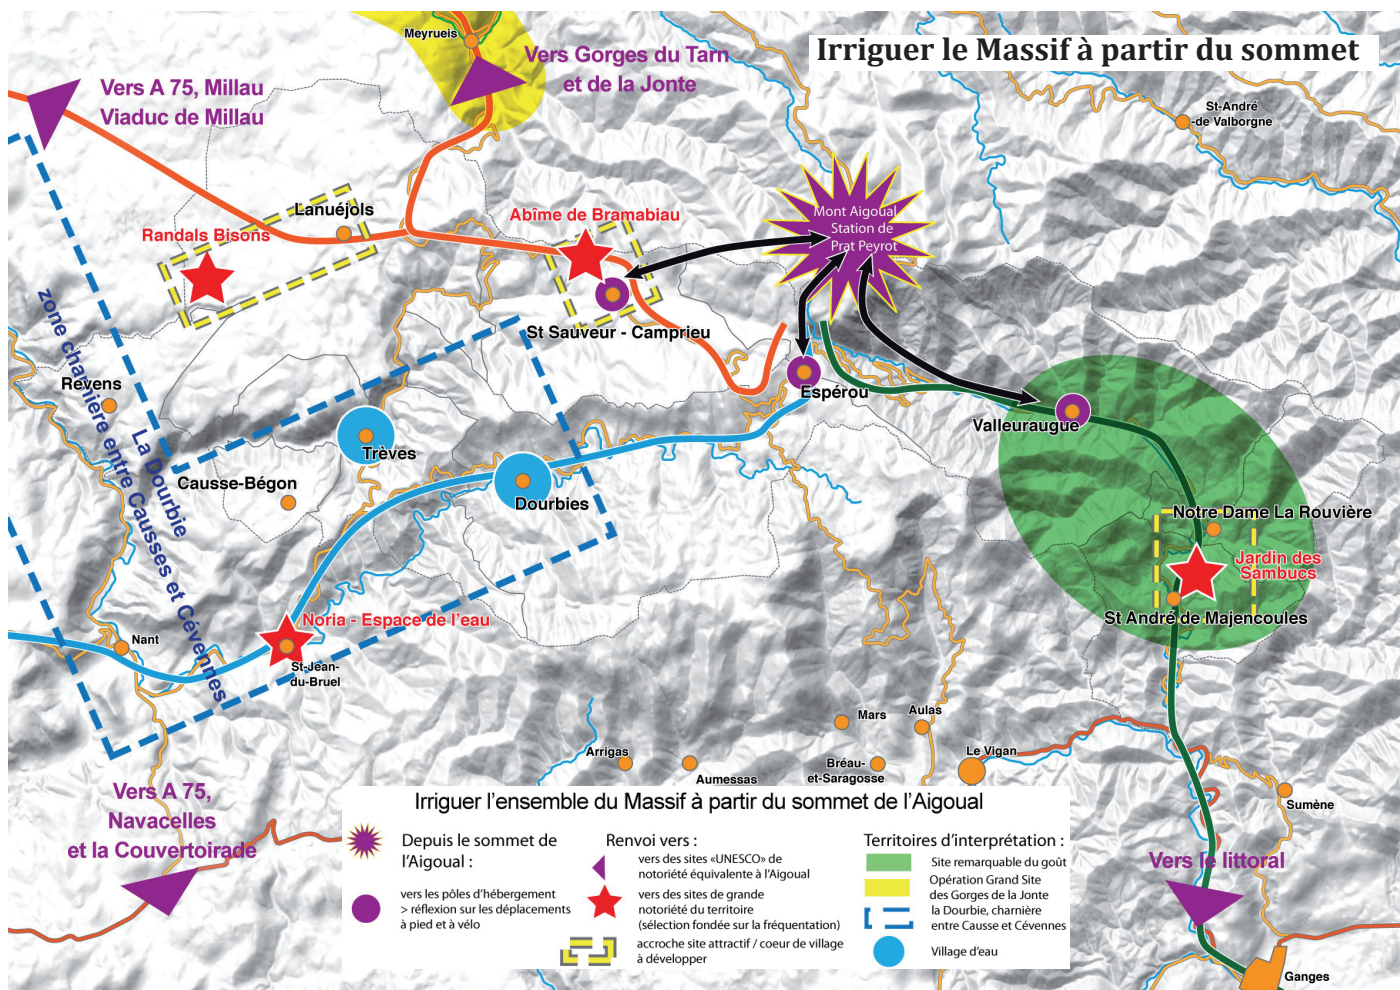 Irriguer le Massif à partir du sommet
Meyrueis
Vers Gorges du Tarn
et de la Jonte
Vers A 75, Millau
Viaduc de Millau
St-André
-de Valborgne
Lanuéjols
Randals Bisons
Abîme de Bramabiau
Mont Aigoual
Station de
Prat Peyrot
St Sauveur - Camprieu
Espérou
Revens
Valleuraugue
Trèves
Causse-Bégon
Dourbies
La Dourbie
zone charnière entre Causses et Cévennes
Notre Dame La Rouvière
Jardin des
Sambucs
St André de Majencoules
Noria - Espace de l'eau
Nant
St-Jean-
du-Bruel
Mars
Aulas
Arrigas
Aumessas
Bréau-
et-Saragosse
Le Vigan
Sumène
Vers A 75,
Navacelles
et la Couvertoirade
Vers le littoral
Ganges
Irriguer l'ensemble du Massif à partir du sommet de l'Aigoual
Depuis le sommet de
l'Aigoual :
vers les pôles d'hébergement
> réflexion sur les déplacements
à pied et à vélo
Renvoi vers :
vers des sites «UNESCO» de
notoriété équivalente à l'Aigoual
vers des sites de grande
notoriété du territoire
(sélection fondée sur la fréquentation)
accroche site attractif / coeur de village
à développer
Territoires d'interprétation :
Site remarquable du goût
Opération Grand Site
des Gorges de la Jonte
la Dourbie, charnière
entre Causse et Cévennes
Village d'eau